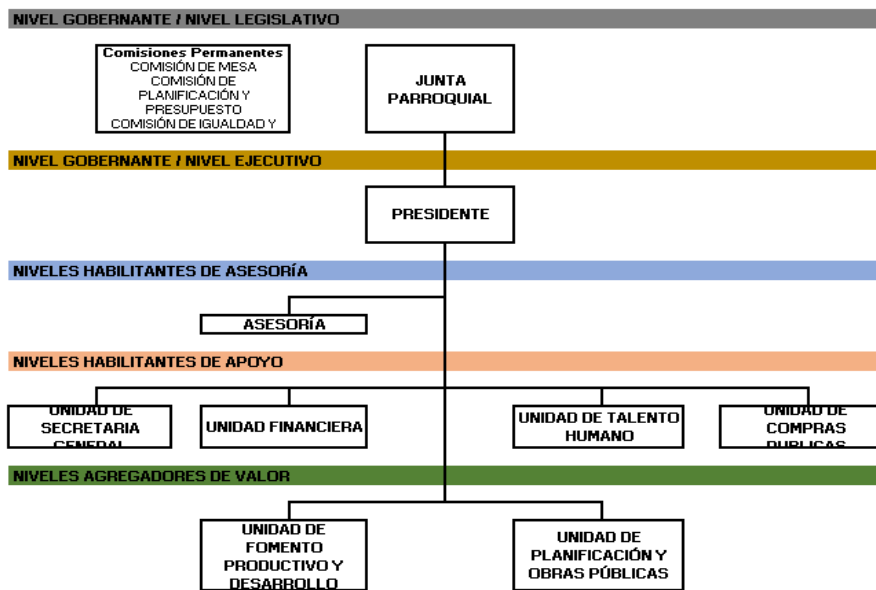 NIVEL GOBERNANTE / NIVEL LEGISLATIVO
Comisiones Permanentes
COMISIÓN DE MESA
COMISIÓN DE
PLANIFICACIÓN Y
PRESUPUESTO
COMISIÓN DE IGUALDAD Y
JUNTA
PARROQUIAL
NIVEL GOBERNANTE / NIVEL EJECUTIVO
PRESIDENTE
NIVELES HABILITANTES DE ASESORÍA
ASESORÍA
NIVELES HABILITANTES DE APOYO
UNIDAD DE
SECRETARIA
GENERAL
UNIDAD FINANCIERA
UNIDAD DE TALENTO
HUMANO
UNIDAD DE
COMPRAS
PUBLICAS
NIVELES AGREGADORES DE VALOR
UNIDAD DE
FOMENTO
PRODUCTIVO Y
DESARROLLO
UNIDAD DE
PLANIFICACIÓN Y
OBRAS PÚBLICAS